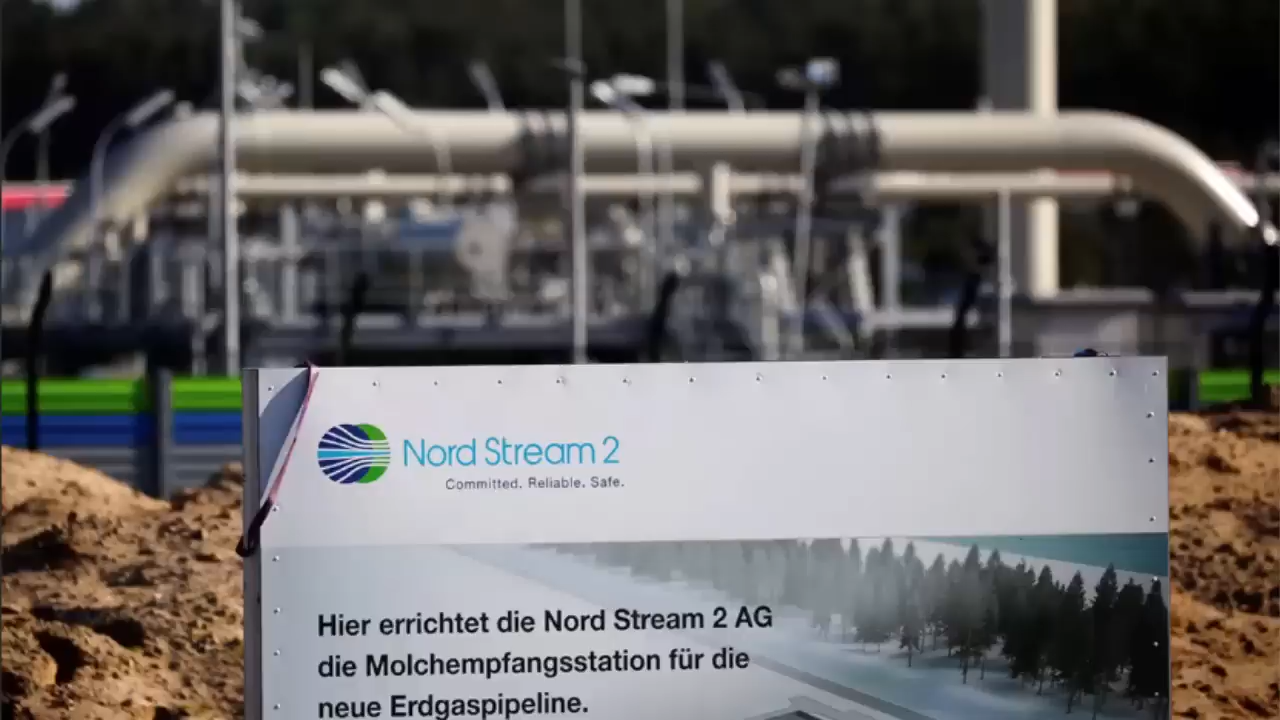 Nord Stream 2
Committed. Reliable. Safe.
Hier errichtet die Nord Stream 2 AG
die Molchempfangsstation für die
neue Erdgaspipeline.